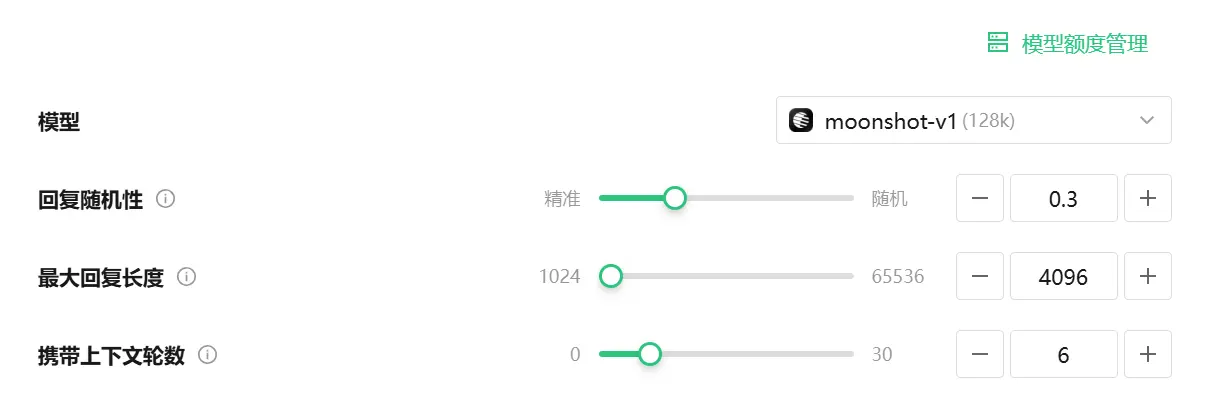 模型额度管理
模型 moonshot-v1 (128k)
回复随机性 精准 随机 0.3
最大回复长度 1024 65536 4096
携带上下文轮数 0 30 6